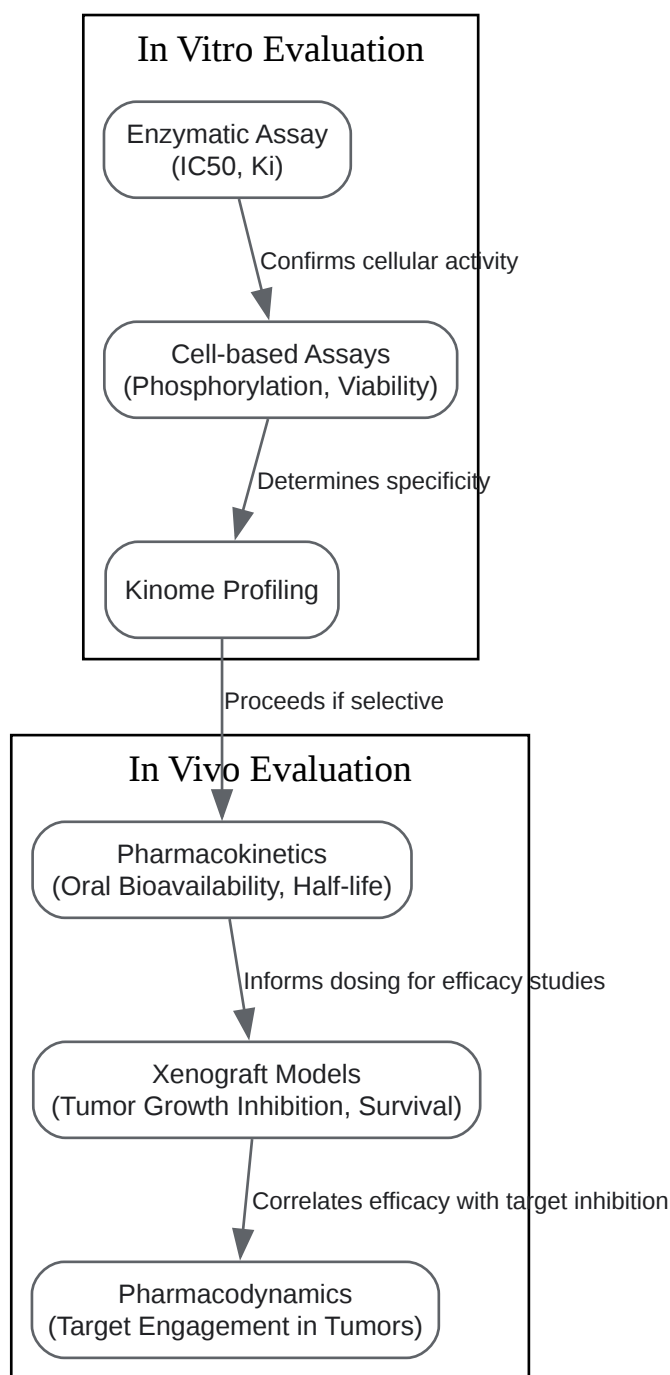 In Vitro Evaluation
Enzymatic Assay
(IC50, Ki)
Confirms cellular activity
Cell-based Assays
(Phosphorylation, Viability)
Determines specificity
Kinome Profiling
Proceeds if selective
In Vivo Evaluation
Pharmacokinetics
(Oral Bioavailability, Half-life)
Informs dosing for efficacy studies
Xenograft Models
(Tumor Growth Inhibition, Survival)
Correlates efficacy with target inhibition
Pharmacodynamics
(Target Engagement in Tumors)